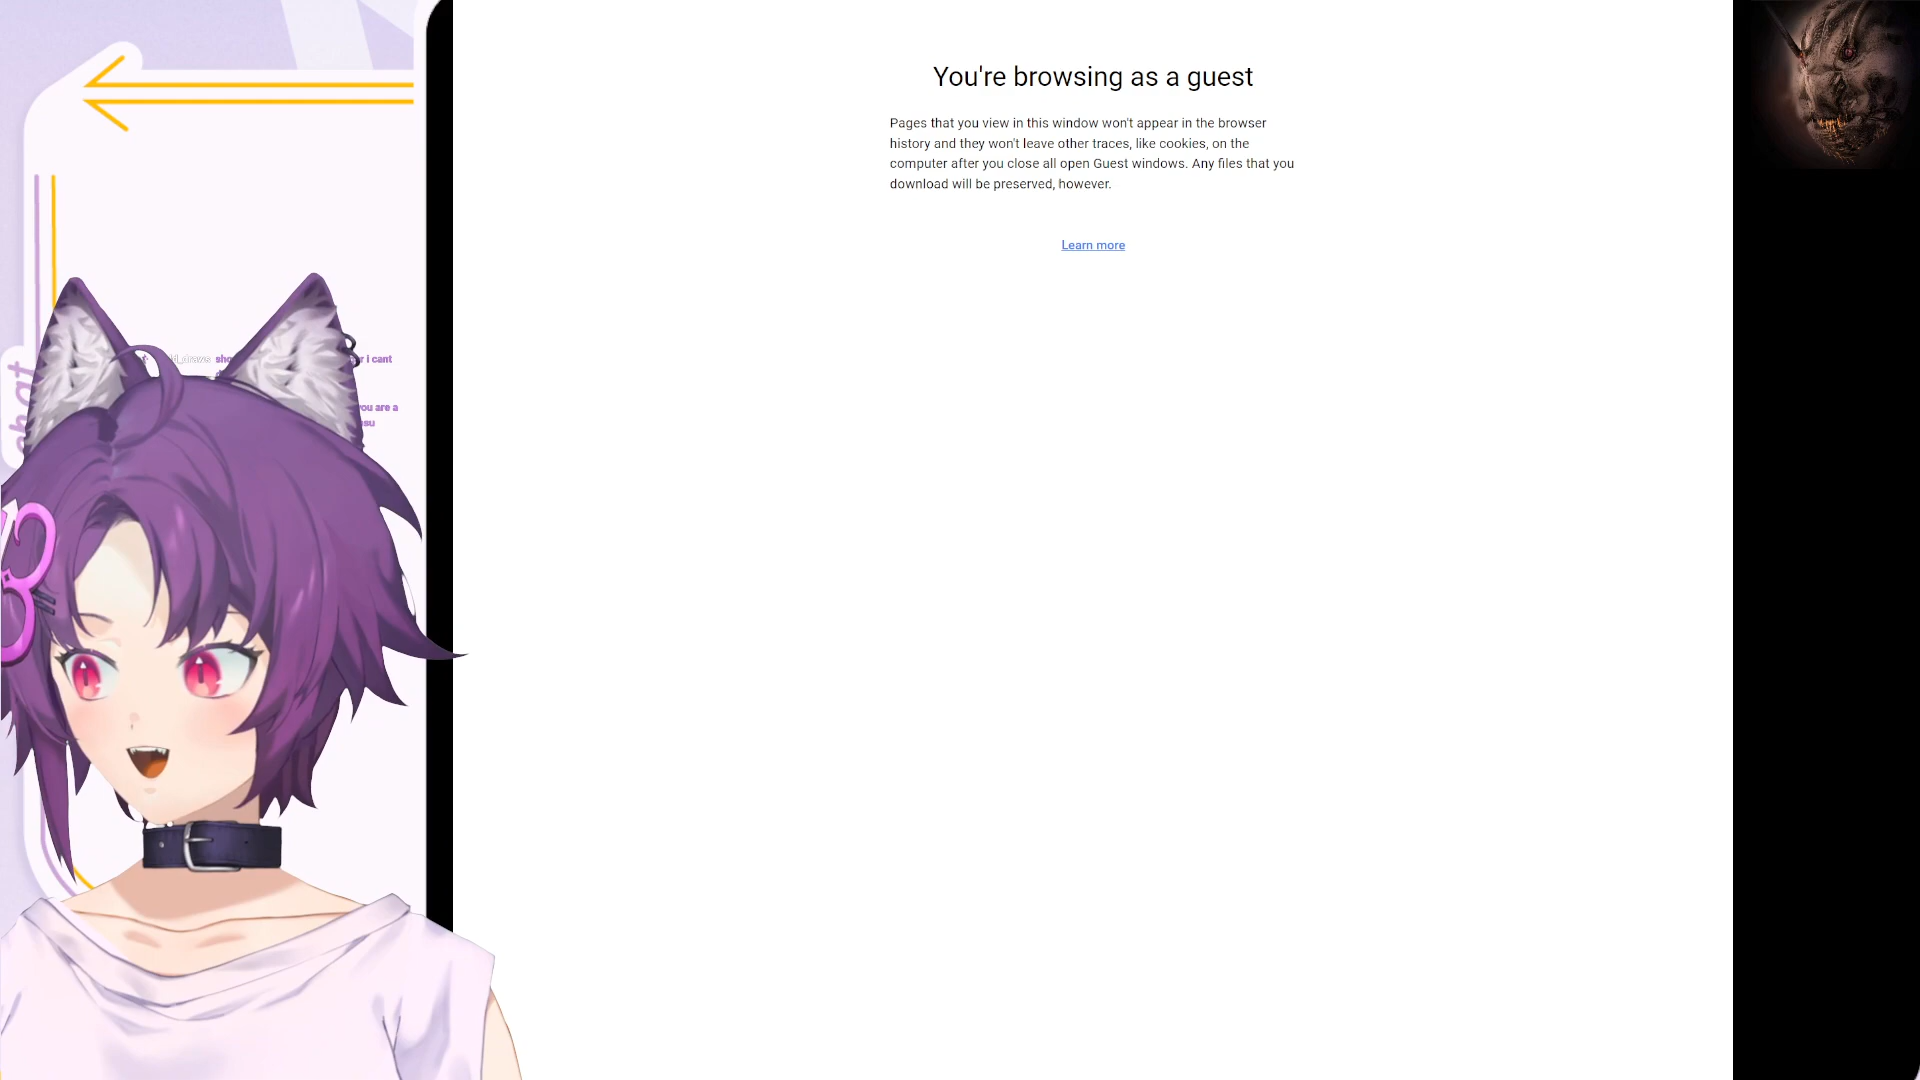 You're browsing as a guest
Pages that you view in this window won't appear in the browser
history and they won't leave other traces, like cookies, on the
computer after you close all open Guest windows. Any files that you
download will be preserved, however.
Learn more
chat
i cant
you are a